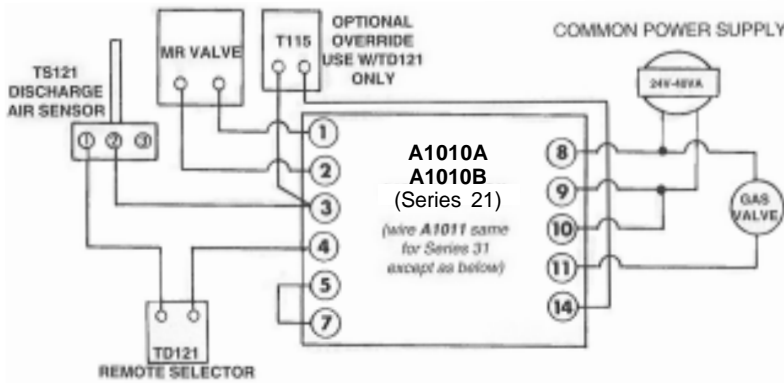 OPTIONAL
OVERRIDE
USE W/TD121
ONLY
T115
MR VALVE
COMMON POWER SUPPLY
24V-40VA
TS121
DISCHARGE
AIR SENSOR
1 2 3
1
2
3
4
5
7
A1010A
A1010B
(Series 21)
(wire A1011 same
for Series 31
except as below)
8
9
10
11
14
GAS
VALVE
TD121
REMOTE SELECTOR